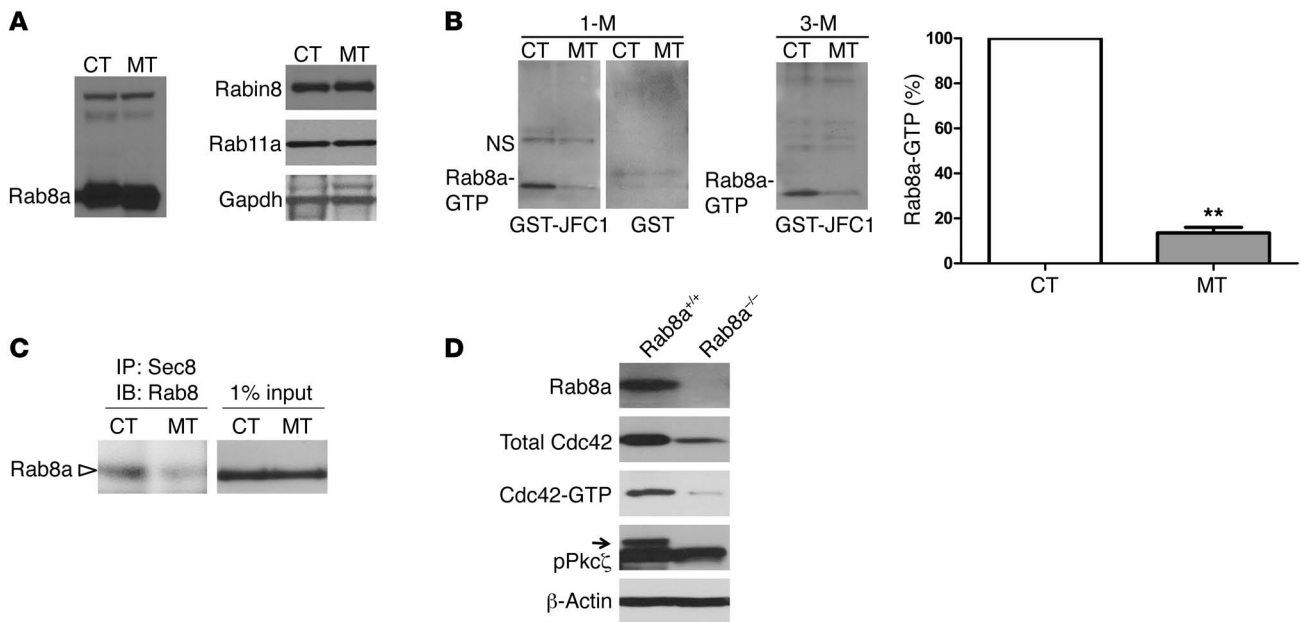 A
CT MT
Rab8a
CT MT
Rabin8
Rab11a
Gapdh
B
1-M
CT MT CT MT
NS
Rab8a-
GTP
GST-JFC1 GST
3-M
CT MT
Rab8a-
GTP
GST-JFC1
Rab8a-GTP (%)
100
80
60
40
20
0
**
CT MT
C
IP: Sec8
IB: Rab8 1% input
CT MT CT MT
Rab8a
D
Rab8a+/+ Rab8a−/−
Rab8a
Total Cdc42
Cdc42-GTP
pPkcζ
β-Actin